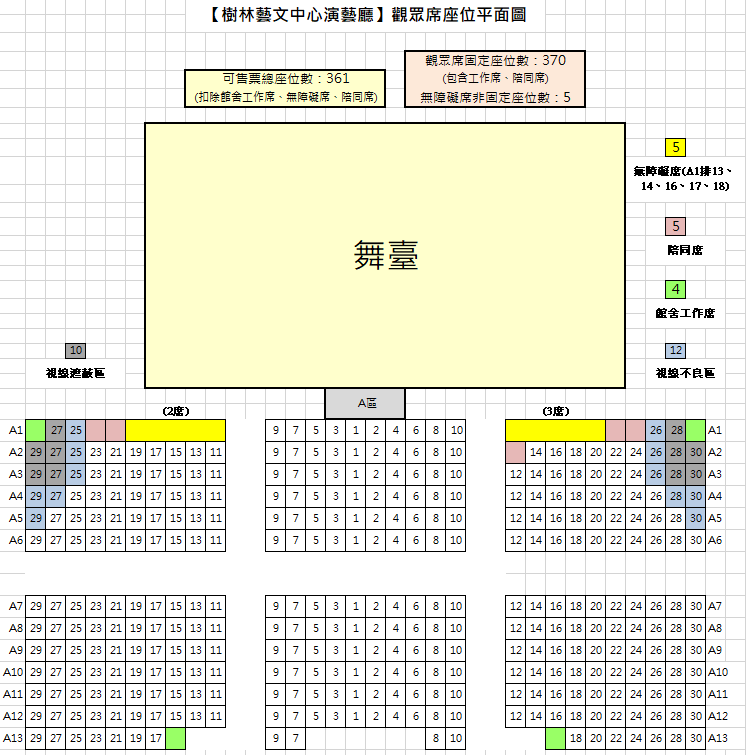 【樹林藝文中心演藝廳】觀眾席座位平面圖
可售票總座位數：361
(扣除館舍工作席、無障礙席、陪同席)
觀眾席固定座位數：370
(包含工作席、陪同席)
無障礙席非固定座位數：5
舞臺
5
無障礙席(A1排13、
14、16、17、18)
5
陪同席
4
館舍工作席
10
視線遮蔽區
12
視線不良區
A區
(2席)
(3席)
A1 27 25 9 7 5 3 1 2 4 6 8 10 26 28 A1
A2 29 27 25 23 21 19 17 15 13 11 9 7 5 3 1 2 4 6 8 10 14 16 18 20 22 24 26 28 30 A2
A3 29 27 25 23 21 19 17 15 13 11 9 7 5 3 1 2 4 6 8 10 12 14 16 18 20 22 24 26 28 30 A3
A4 29 27 25 23 21 19 17 15 13 11 9 7 5 3 1 2 4 6 8 10 12 14 16 18 20 22 24 26 28 30 A4
A5 29 27 25 23 21 19 17 15 13 11 9 7 5 3 1 2 4 6 8 10 12 14 16 18 20 22 24 26 28 30 A5
A6 29 27 25 23 21 19 17 15 13 11 9 7 5 3 1 2 4 6 8 10 12 14 16 18 20 22 24 26 28 30 A6
A7 29 27 25 23 21 19 17 15 13 11 9 7 5 3 1 2 4 6 8 10 12 14 16 18 20 22 24 26 28 30 A7
A8 29 27 25 23 21 19 17 15 13 11 9 7 5 3 1 2 4 6 8 10 12 14 16 18 20 22 24 26 28 30 A8
A9 29 27 25 23 21 19 17 15 13 11 9 7 5 3 1 2 4 6 8 10 12 14 16 18 20 22 24 26 28 30 A9
A10 29 27 25 23 21 19 17 15 13 11 9 7 5 3 1 2 4 6 8 10 12 14 16 18 20 22 24 26 28 30 A10
A11 29 27 25 23 21 19 17 15 13 11 9 7 5 3 1 2 4 6 8 10 12 14 16 18 20 22 24 26 28 30 A11
A12 29 27 25 23 21 19 17 15 13 11 9 7 5 3 1 2 4 6 8 10 12 14 16 18 20 22 24 26 28 30 A12
A13 29 27 25 23 21 19 17 9 7 8 10 18 20 22 24 26 28 30 A13